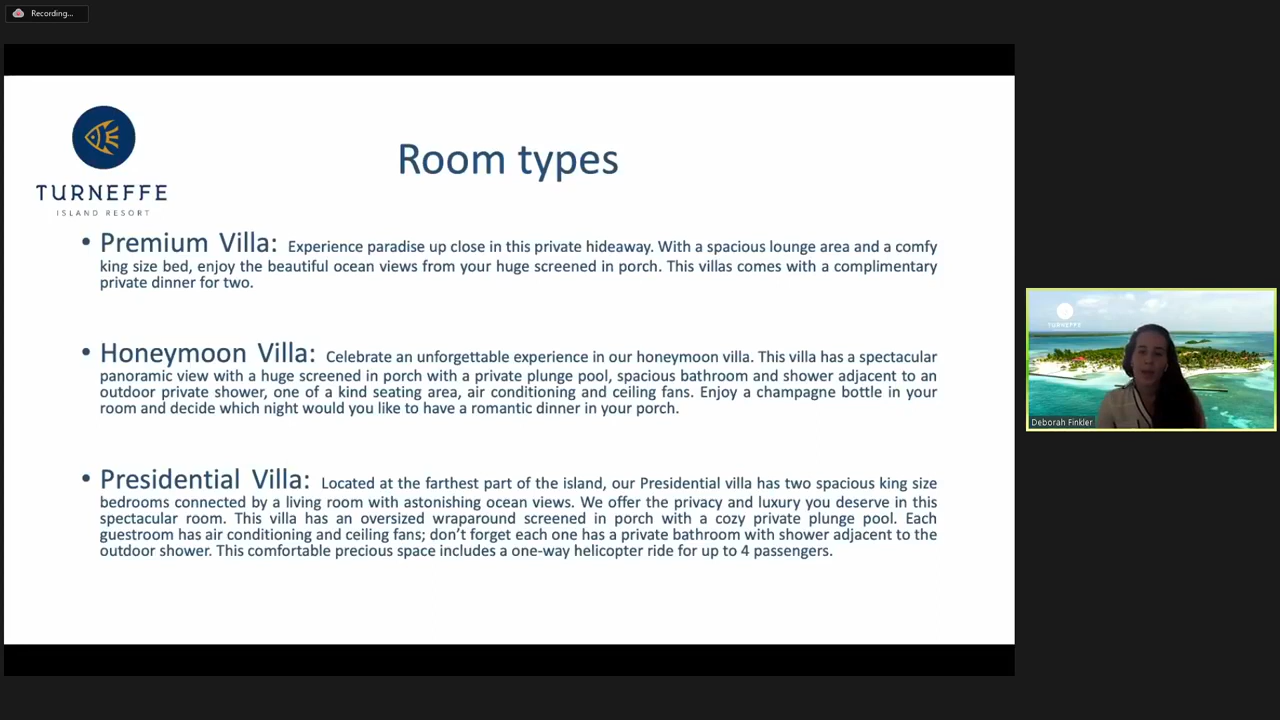 Recording...
TURNEFFE
ISLAND RESORT
Room types
• Premium Villa: Experience paradise up close in this private hideaway. With a spacious lounge area and a comfy
king size bed, enjoy the beautiful ocean views from your huge screened in porch. This villas comes with a complimentary
private dinner for two.
• Honeymoon Villa: Celebrate an unforgettable experience in our honeymoon villa. This villa has a spectacular
panoramic view with a huge screened in porch with a private plunge pool, spacious bathroom and shower adjacent to an
outdoor private shower, one of a kind seating area, air conditioning and ceiling fans. Enjoy a champagne bottle in your
room and decide which night would you like to have a romantic dinner in your porch.
• Presidential Villa: Located at the farthest part of the island, our Presidential villa has two spacious king size
bedrooms connected by a living room with astonishing ocean views. We offer the privacy and luxury you deserve in this
spectacular room. This villa has an oversized wraparound screened in porch with a cozy private plunge pool. Each
guestroom has air conditioning and ceiling fans; don't forget each one has a private bathroom with shower adjacent to the
outdoor shower. This comfortable precious space includes a one-way helicopter ride for up to 4 passengers.
TURNEFFE
Deborah Finkler